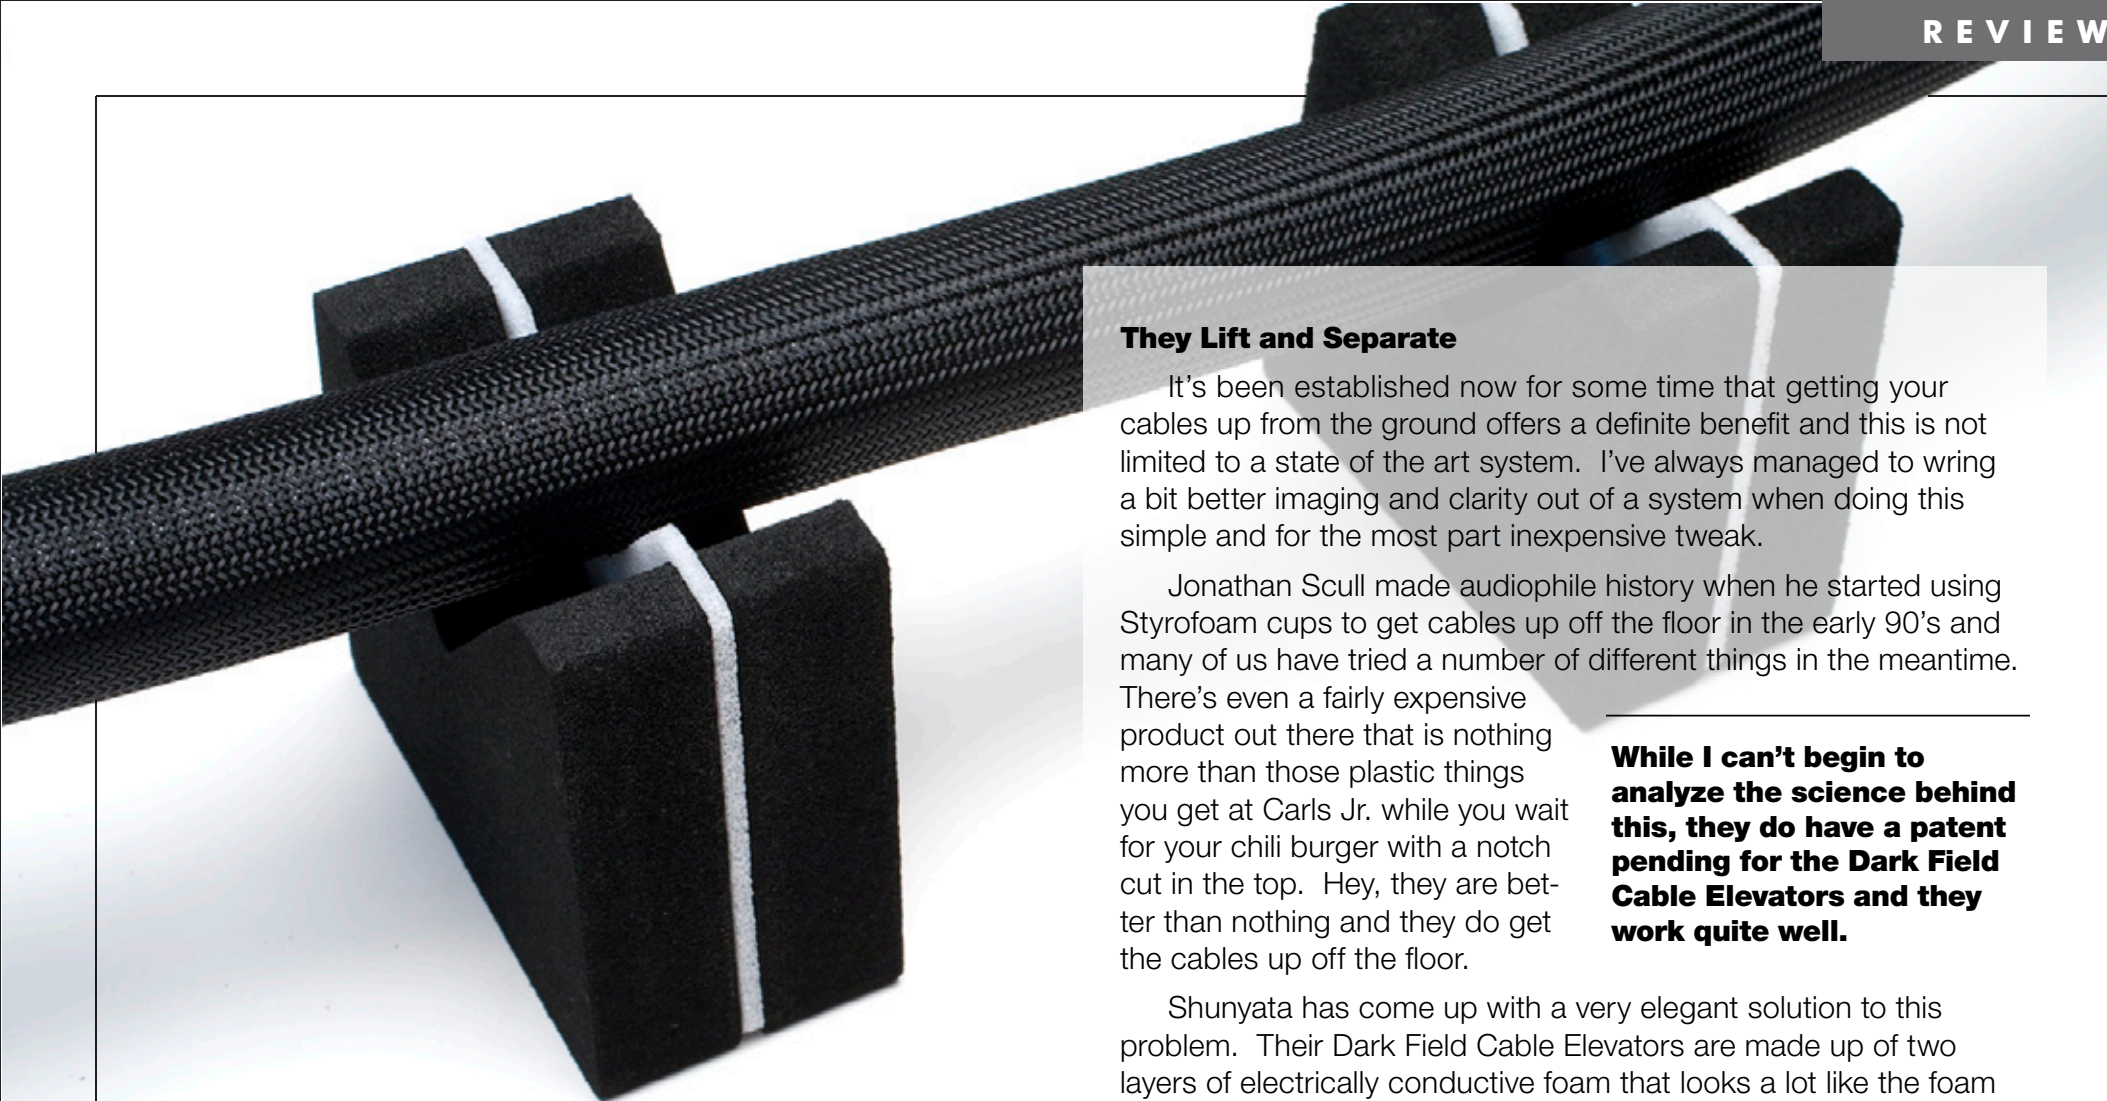 REVIEW
They Lift and Separate
It’s been established now for some time that getting your
cables up from the ground offers a definite benefit and this is not
limited to a state of the art system.  I’ve always managed to wring
a bit better imaging and clarity out of a system when doing this
simple and for the most part inexpensive tweak.
Jonathan Scull made audiophile history when he started using
Styrofoam cups to get cables up off the floor in the early 90’s and
many of us have tried a number of different things in the meantime.
There’s even a fairly expensive
product out there that is nothing
more than those plastic things
you get at Carls Jr. while you wait
for your chili burger with a notch
cut in the top.  Hey, they are bet-
ter than nothing and they do get
the cables up off the floor.
While I can’t begin to
analyze the science behind
this, they do have a patent
pending for the Dark Field
Cable Elevators and they
work quite well.
Shunyata has come up with a very elegant solution to this
problem.  Their Dark Field Cable Elevators are made up of two
layers of electrically conductive foam that looks a lot like the foam